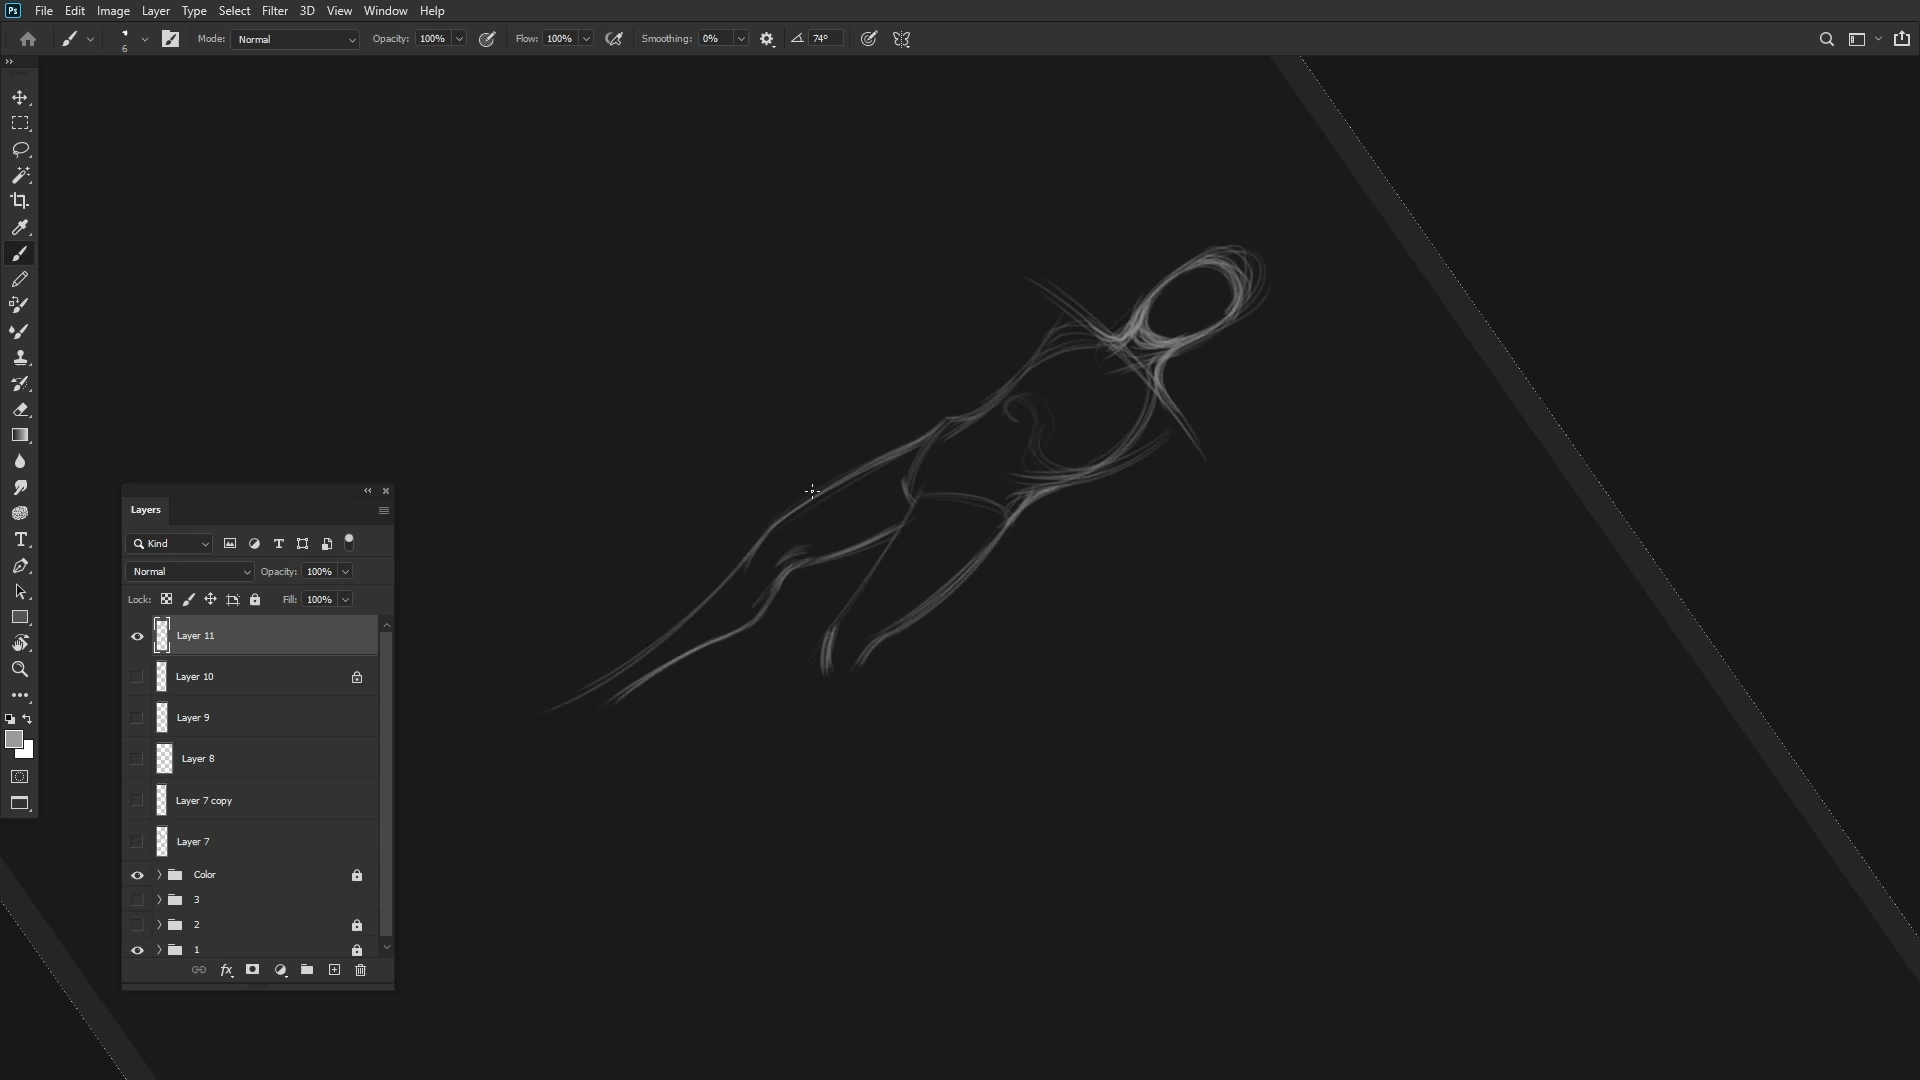 Ps File Edit Image Layer Type Select Filter 3D View Window Help
6 Mode: Normal Opacity: 100% Flow: 100% Smoothing: 0% 74°
Layers
Kind
Normal Opacity: 100%
Lock: Fill: 100%
Layer 11
Layer 10
Layer 9
Layer 8
Layer 7 copy
Layer 7
Color
3
2
1
fx